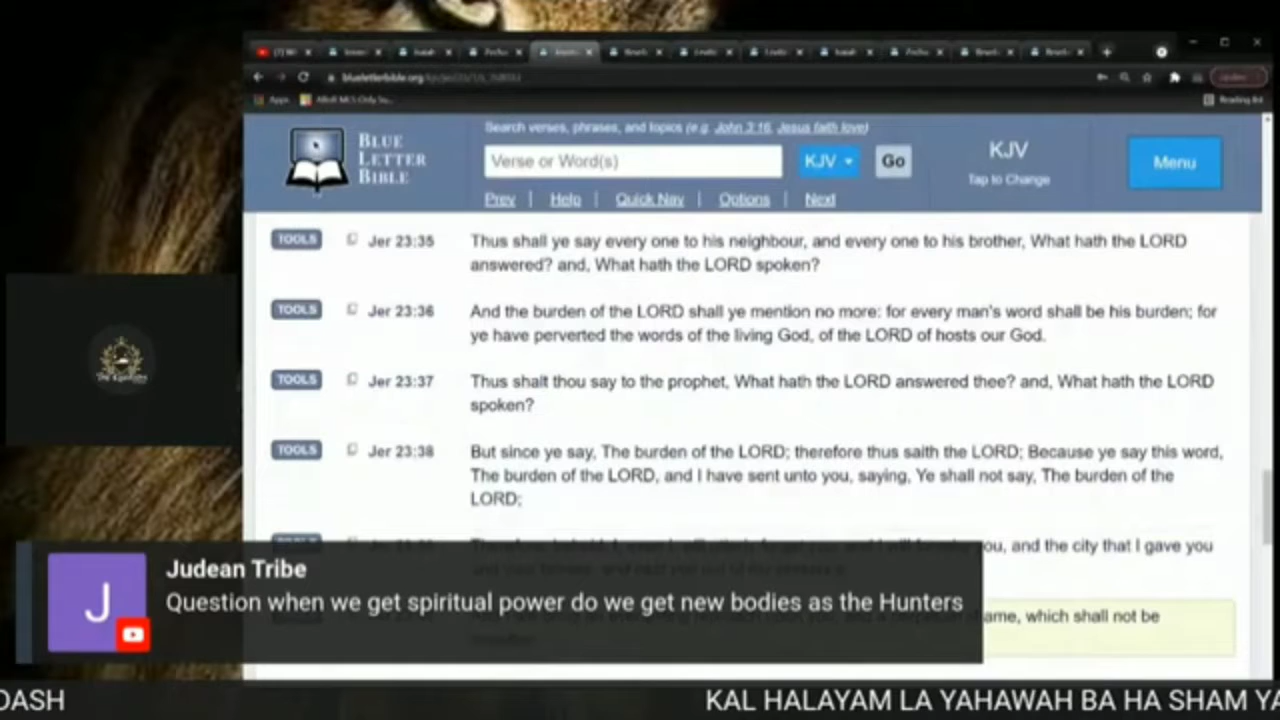 BLUE
LETTER
BIBLE
Search verses, phrases, and topics (e.g. John 3:16, Jesus faith love)
Verse or Word(s)
KJV
Go
KJV
Tap to Change
Menu
Prev | Help | Quick Nav | Options | Next
TOOLS Jer 23:35 Thus shall ye say every one to his neighbour, and every one to his brother, What hath the LORD
answered? and, What hath the LORD spoken?
TOOLS Jer 23:36 And the burden of the LORD shall ye mention no more: for every man's word shall be his burden; for
ye have perverted the words of the living God, of the LORD of hosts our God.
TOOLS Jer 23:37 Thus shalt thou say to the prophet, What hath the LORD answered thee? and, What hath the LORD
spoken?
TOOLS Jer 23:38 But since ye say, The burden of the LORD; therefore thus saith the LORD; Because ye say this word,
The burden of the LORD, and I have sent unto you, saying, Ye shall not say, The burden of the
LORD;
and the city that I gave you
which shall not be
J
Judean Tribe
Question when we get spiritual power do we get new bodies as the Hunters
DASH KAL HALAYAM LA YAHAWAH BA HA SHAM YA